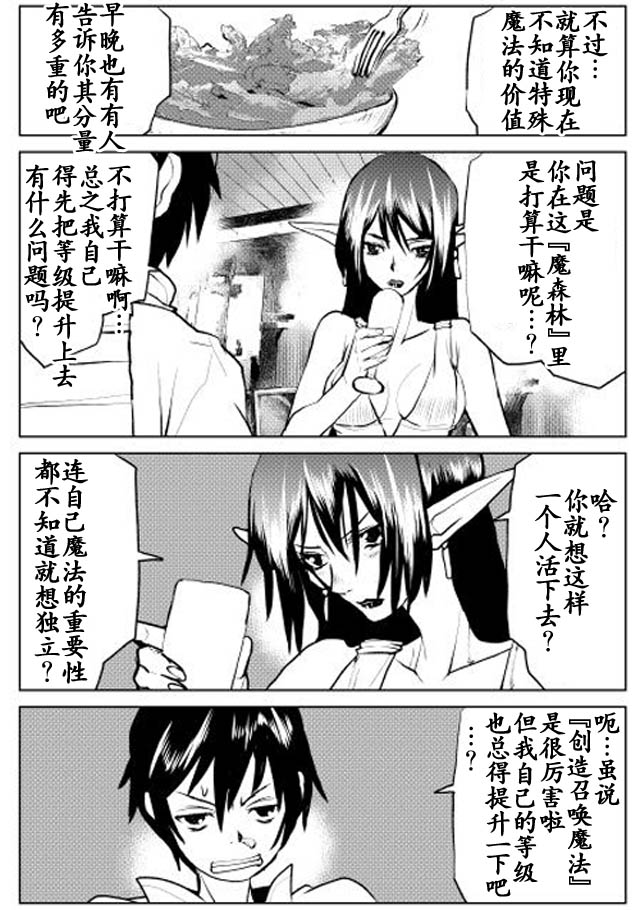 不过…
就算你现在
不知道特殊
魔法的价值
早晚也有有人
告诉你其分量
有多重的吧
问题是
你在这『魔森林』里
是打算干嘛呢…？
不打算干嘛啊…
总之我自己
得先把等级提升上去
有什么问题吗？
哈？
你就想这样
一个人活下去？
连自己魔法的重要性
都不知道就想独立？
呃…虽说
『创造召唤魔法』
是很厉害啦
但我自己的等级
也总得提升一下吧
…？